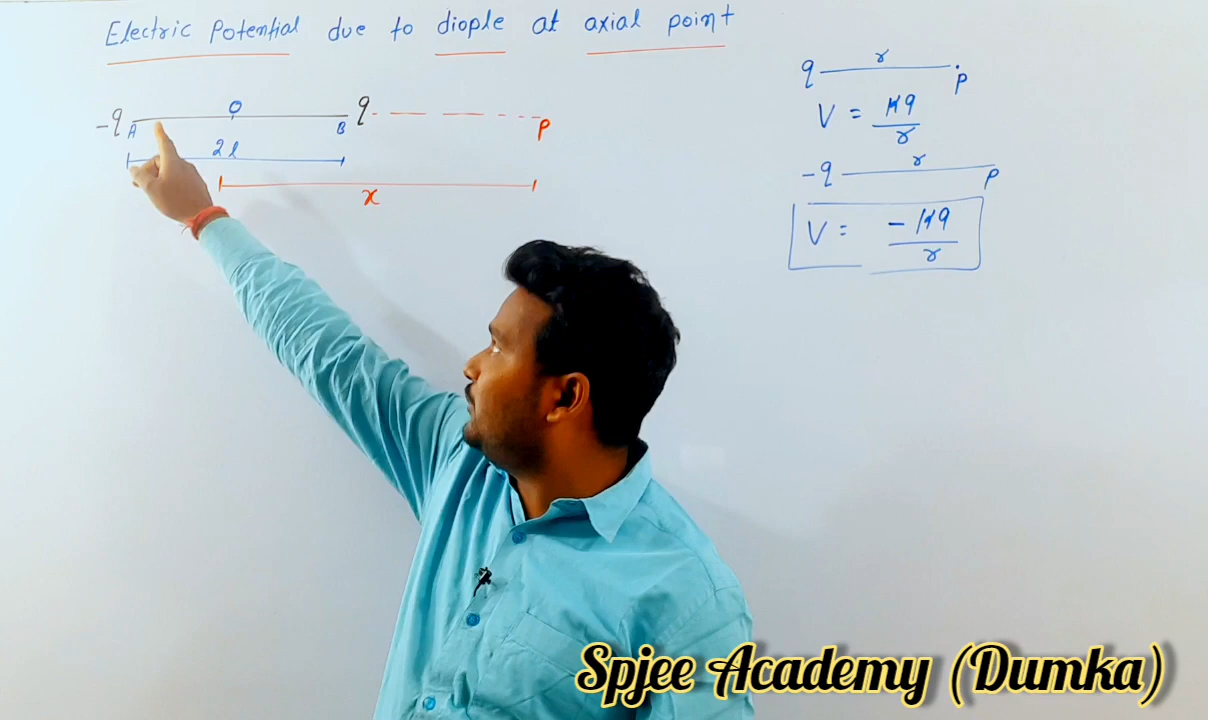 Electric Potential due to diople at axial point
-q A O B q P
2l
x
q r P
V = Kq / r
-q r P
V = -Kq / r
Spjee Academy (Dumka)